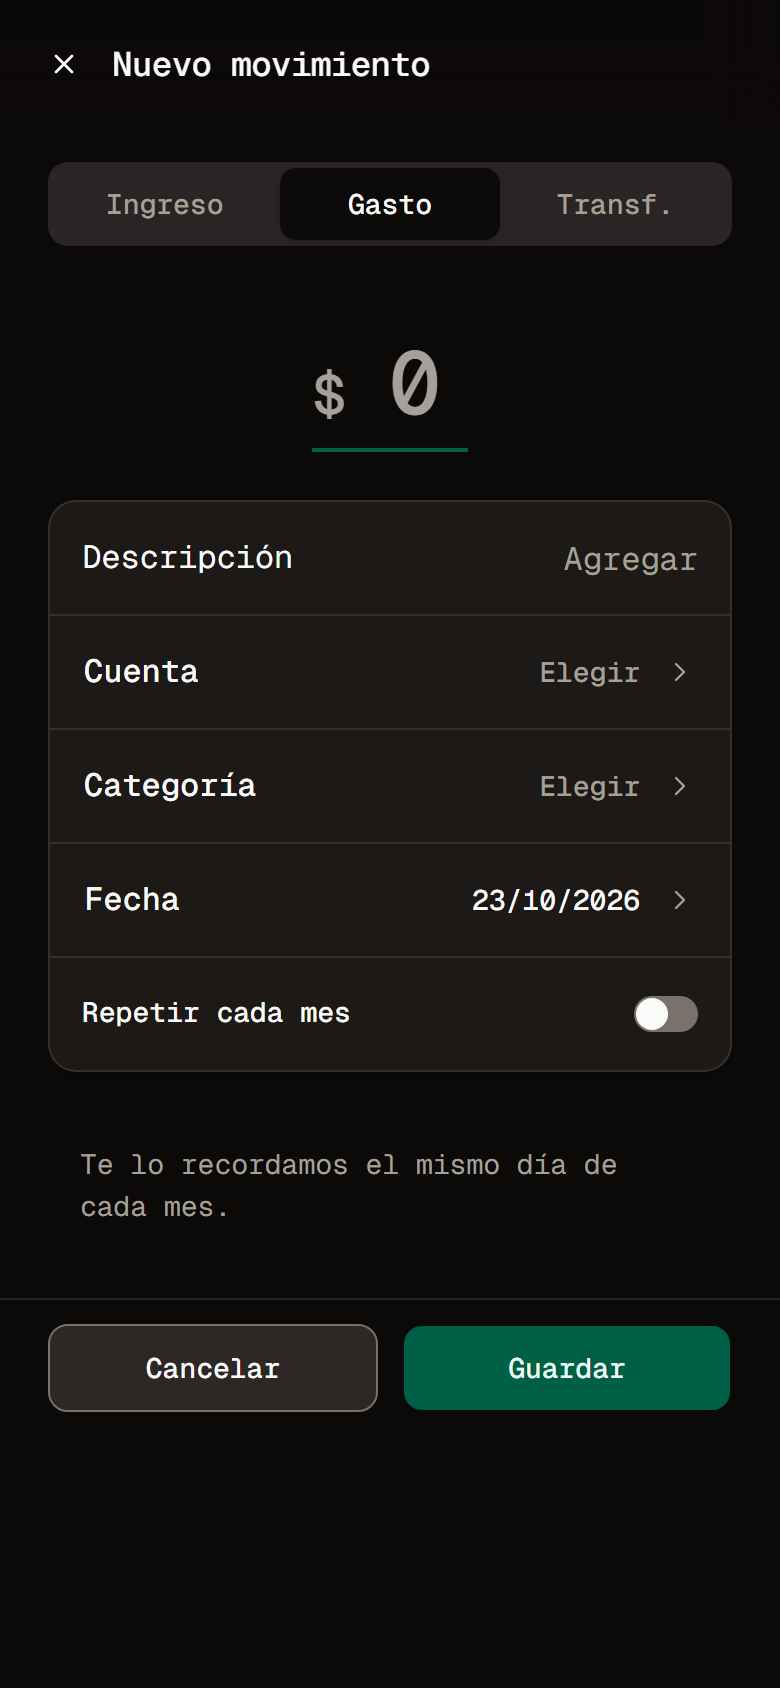 Nuevo movimiento
Ingreso Gasto Transf.
$ 0
Descripción Agregar
Cuenta Elegir
Categoría Elegir
Fecha 23/10/2026
Repetir cada mes
Te lo recordamos el mismo día de
cada mes.
Cancelar Guardar